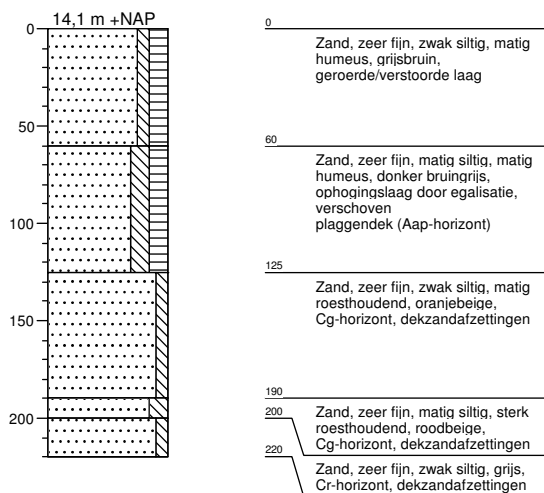 14,1 m +NAP
0
50
100
150
200
0
Zand, zeer fijn, zwak siltig, matig
humeus, grijsbruin,
geroerde/verstoorde laag
60
Zand, zeer fijn, matig siltig, matig
humeus, donker bruingrijs,
ophogingslaag door egalisatie,
verschoven
plaggendek (Aap-horizont)
125
Zand, zeer fijn, zwak siltig, matig
roesthoudend, oranjebeige,
Cg-horizont, dekzandafzettingen
190
Zand, zeer fijn, matig siltig, sterk
roesthoudend, roodbeige,
Cg-horizont, dekzandafzettingen
200
Zand, zeer fijn, zwak siltig, grijs,
Cr-horizont, dekzandafzettingen
220